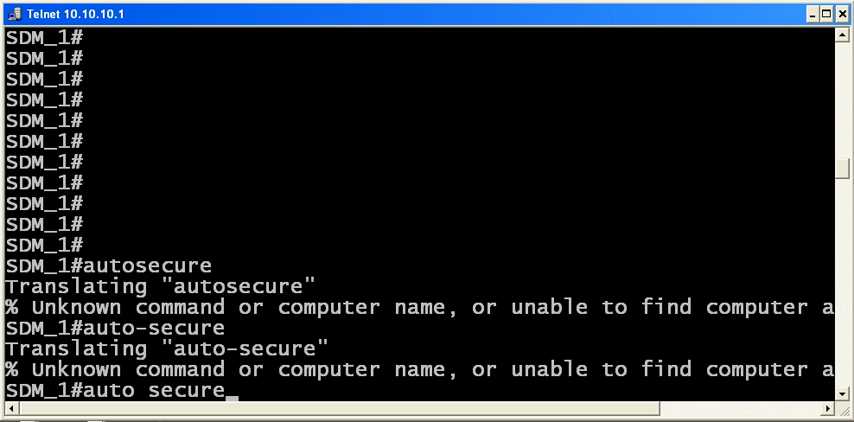 Telnet 10.10.10.1
SDM_1#
SDM_1#
SDM_1#
SDM_1#
SDM_1#
SDM_1#
SDM_1#
SDM_1#
SDM_1#
SDM_1#
SDM_1#
SDM_1#autosecure
Translating "autosecure"
% Unknown command or computer name, or unable to find computer a
SDM_1#auto-secure
Translating "auto-secure"
% Unknown command or computer name, or unable to find computer a
SDM_1#auto secure_